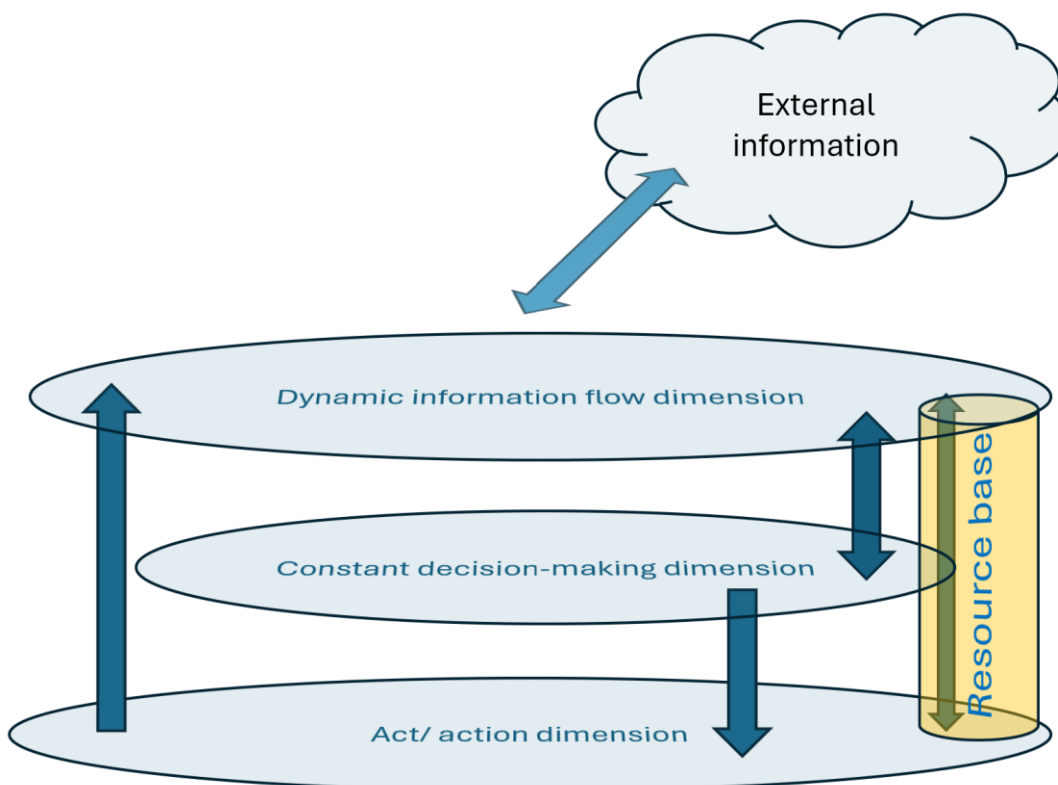 External
information
Dynamic information flow dimension
Constant decision-making dimension
Resource base
Act/ action dimension